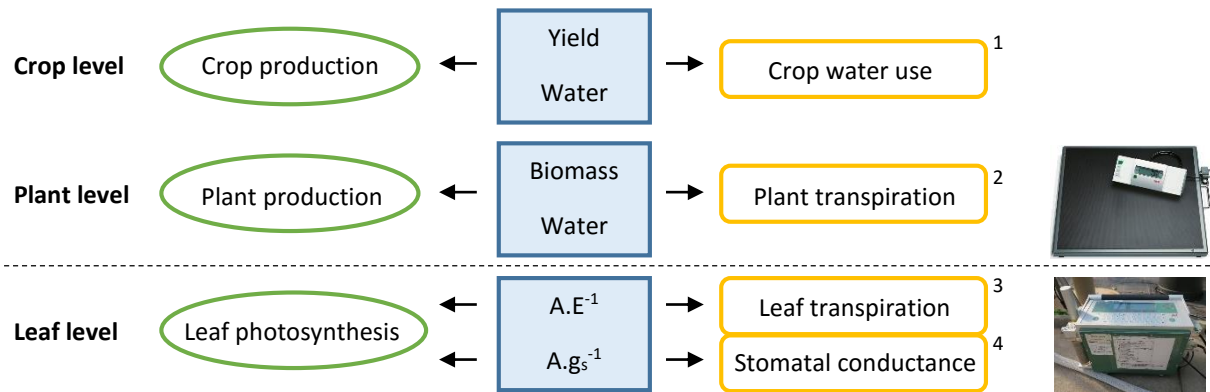 Yield
1
Crop level
Crop production
Crop water use
Water
Biomass
2
Plant level
Plant production
Plant transpiration
Water
A.E⁻¹
Leaf transpiration
3
Leaf level
Leaf photosynthesis
A.gₛ⁻¹
Stomatal conductance
4